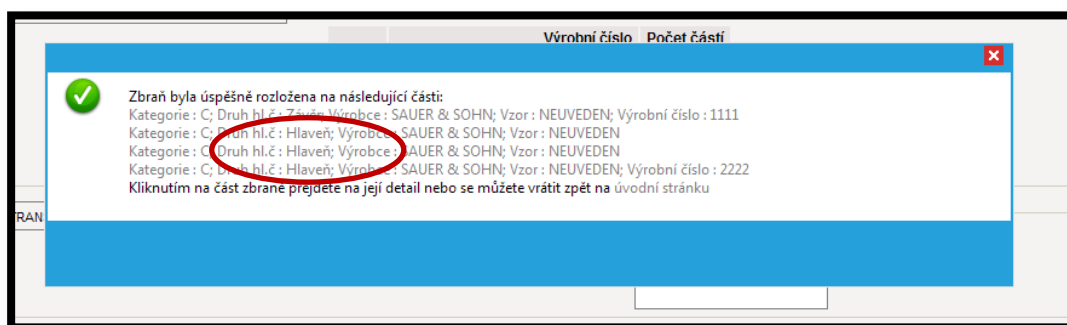 Výrobní číslo Počet částí
Zbraň byla úspěšně rozložena na následující části:
Kategorie : C; Druh hl.č : Závěr; Výrobce : SAUER & SOHN; Vzor : NEUVEDEN; Výrobní číslo : 1111
Kategorie : C; Druh hl.č : Hlaveň; Výrobce : SAUER & SOHN; Vzor : NEUVEDEN
Kategorie : C; Druh hl.č : Hlaveň; Výrobce : SAUER & SOHN; Vzor : NEUVEDEN
Kategorie : C; Druh hl.č : Hlaveň; Výrobce : SAUER & SOHN; Vzor : NEUVEDEN; Výrobní číslo : 2222
Kliknutím na část zbraně přejdete na její detail nebo se můžete vrátit zpět na úvodní stránku
TRAN